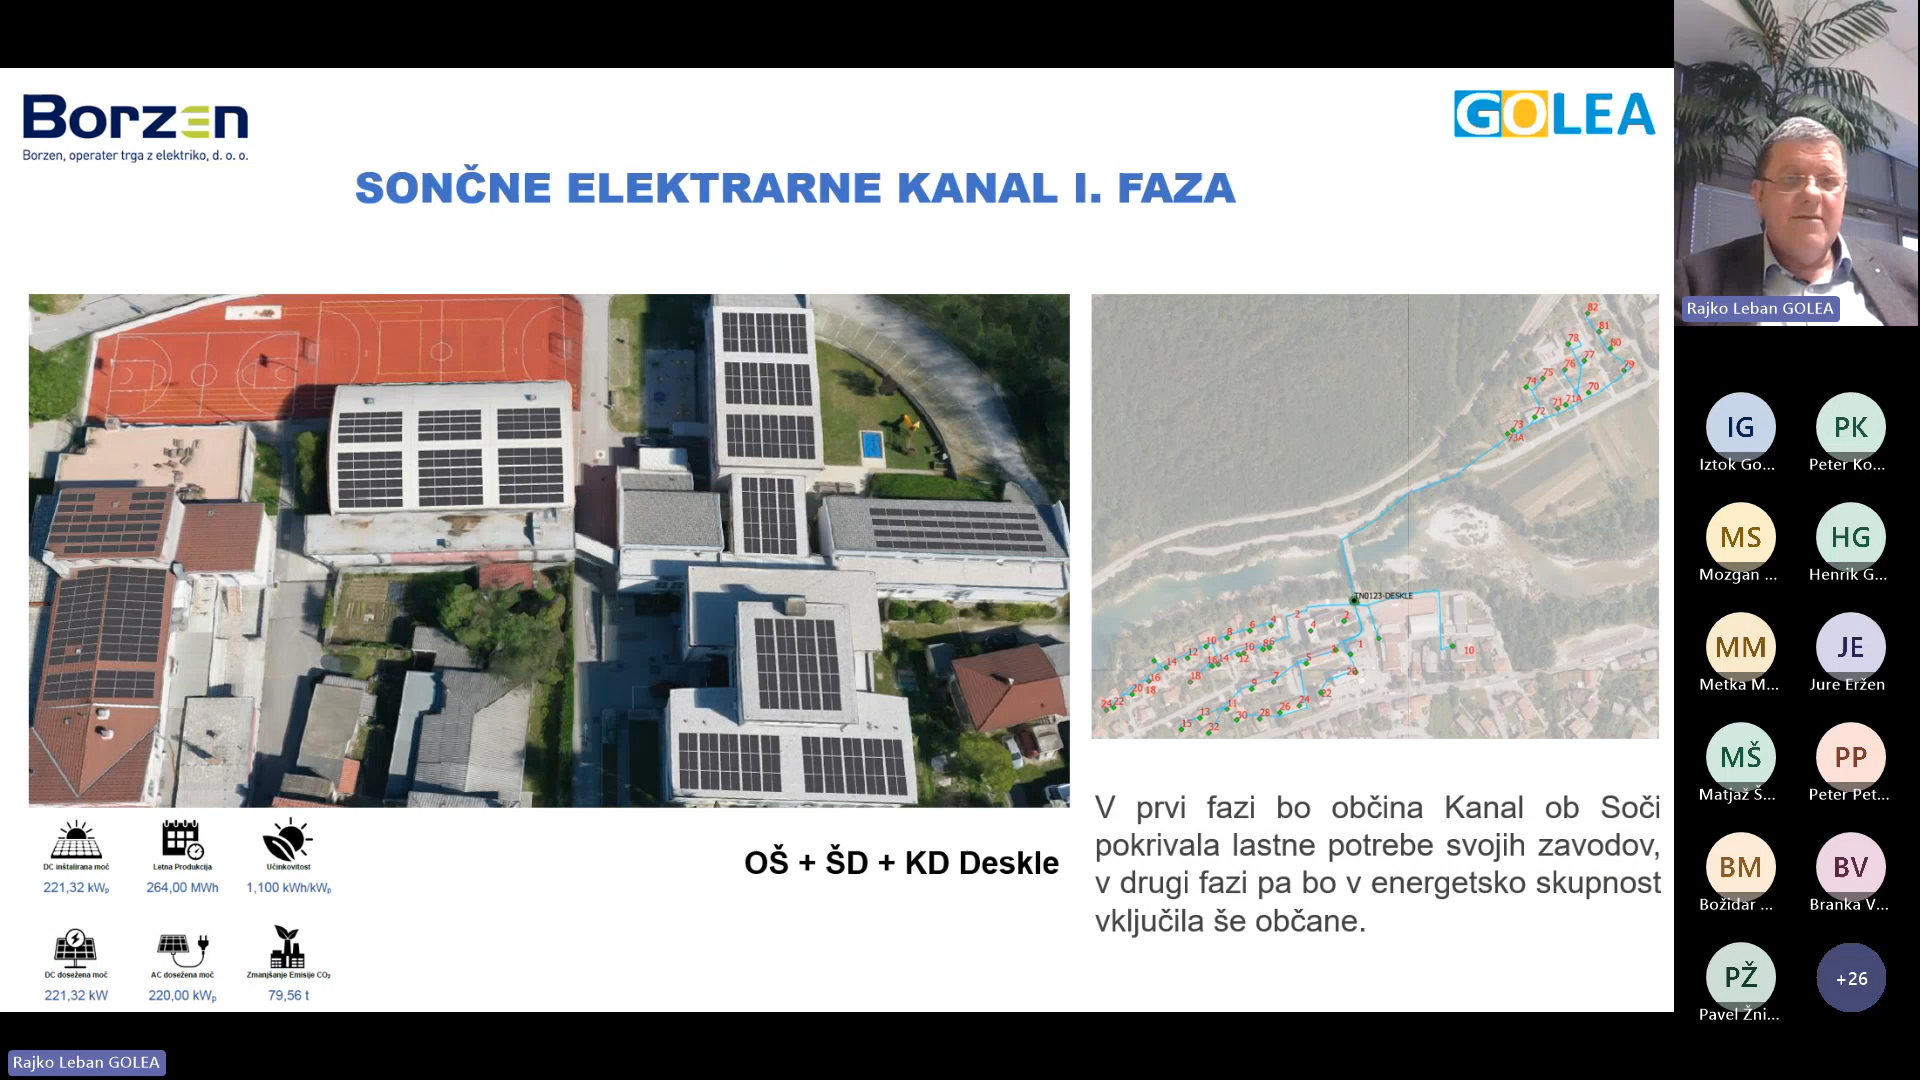 Borzen
Borzen, operater trga z elektriko, d. o. o.
GOLEA
SONČNE ELEKTRARNE KANAL I. FAZA
TN0123-DESKLE
OŠ + ŠD + KD Deskle
V prvi fazi bo občina Kanal ob Soči
pokrivala lastne potrebe svojih zavodov,
v drugi fazi pa bo v energetsko skupnost
vključila še občane.
DC inštalirana moč
221,32 kWp
Letna Produkcija
264,00 MWh
Učinkovitost
1,100 kWh/kWp
DC dosežena moč
221,32 kW
AC dosežena moč
220,00 kWp
Zmanjšanje Emisije CO₂
79,56 t
Rajko Leban GOLEA
IG
Iztok Go...
PK
Peter Ko...
MS
Mozgan ...
HG
Henrik G...
MM
Metka M...
JE
Jure Eržen
MŠ
Matjaž Š...
PP
Peter Pet...
BM
Božidar ...
BV
Branka V...
PŽ
Pavel Žni...
+26
Rajko Leban GOLEA